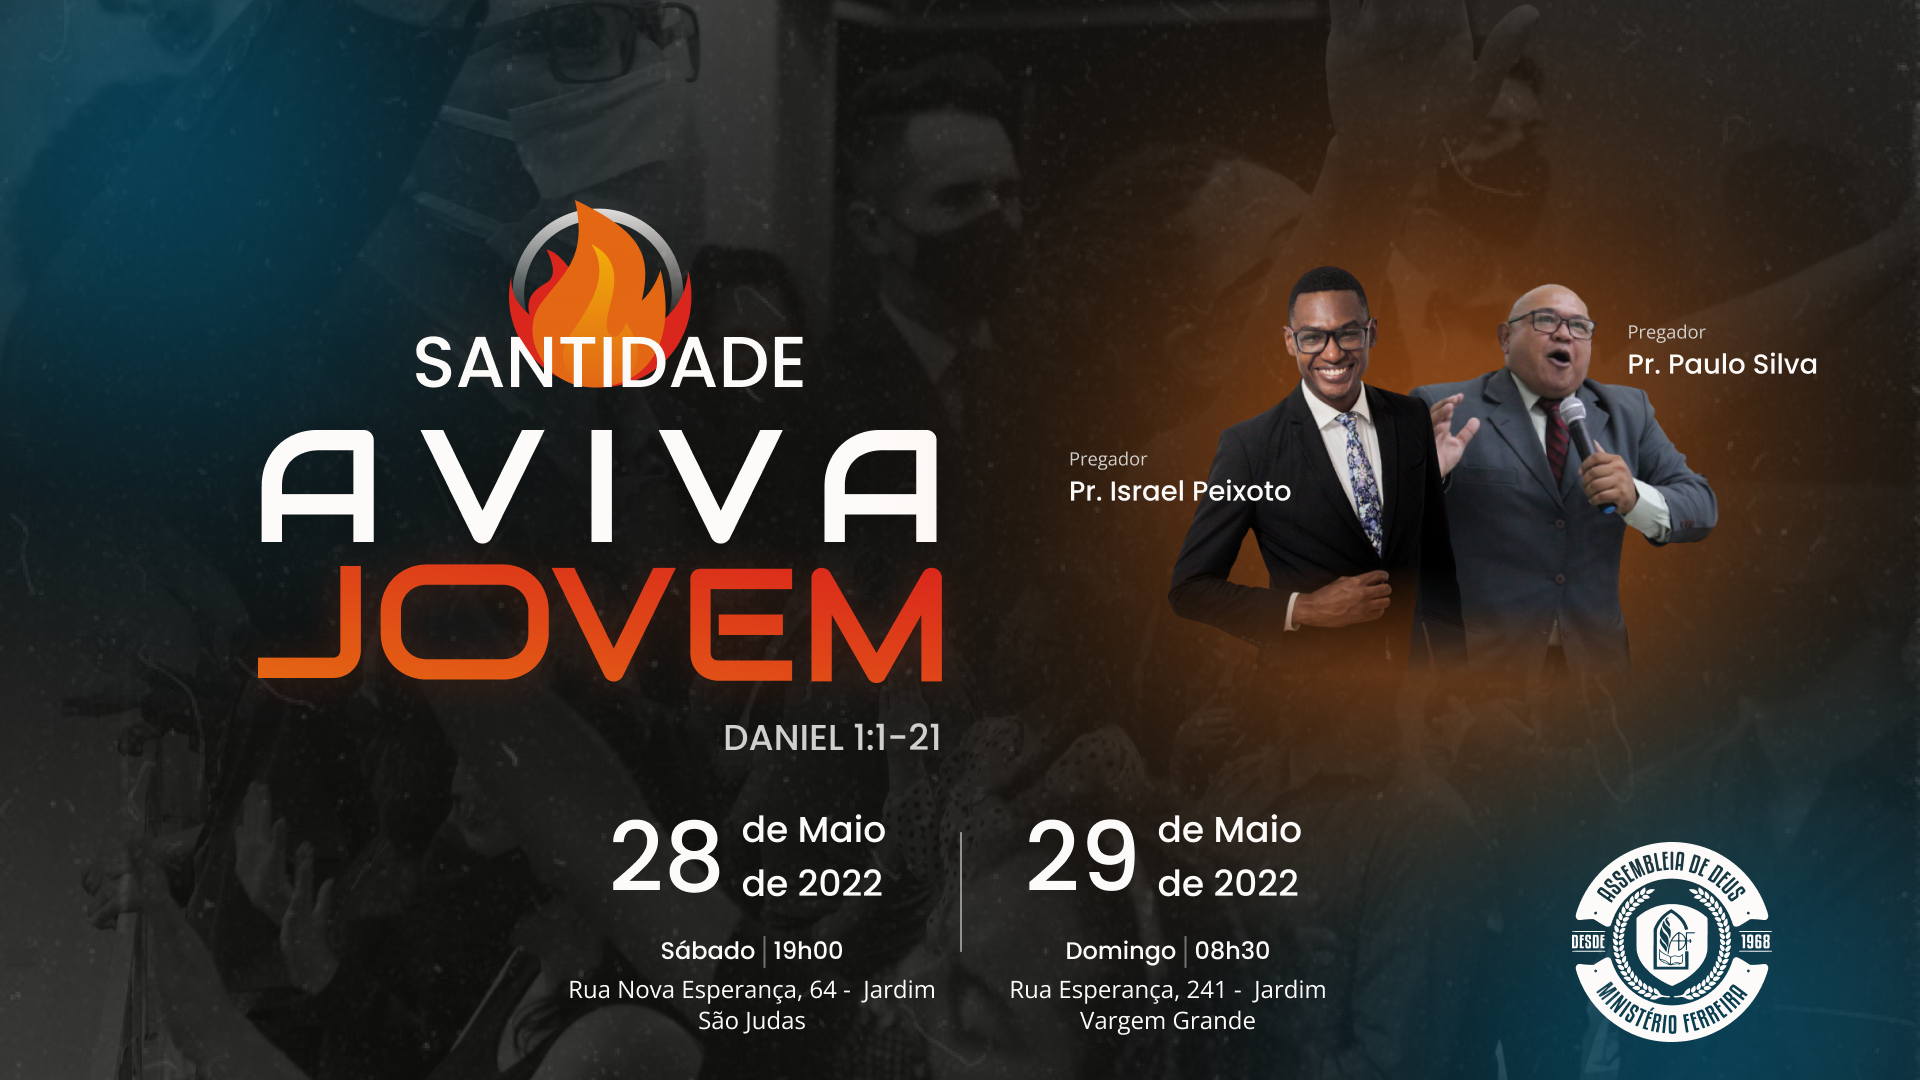 SANTIDADE
AVIVA
JOVEM
DANIEL 1:1-21
Pregador
Pr. Israel Peixoto
Pregador
Pr. Paulo Silva
28 de Maio
de 2022
Sábado | 19h00
Rua Nova Esperança, 64 - Jardim
São Judas
29 de Maio
de 2022
Domingo | 08h30
Rua Esperança, 241 - Jardim
Vargem Grande
ASSEMBLEIA DE DEUS
DESDE 1968
MINISTÉRIO FERREIRA